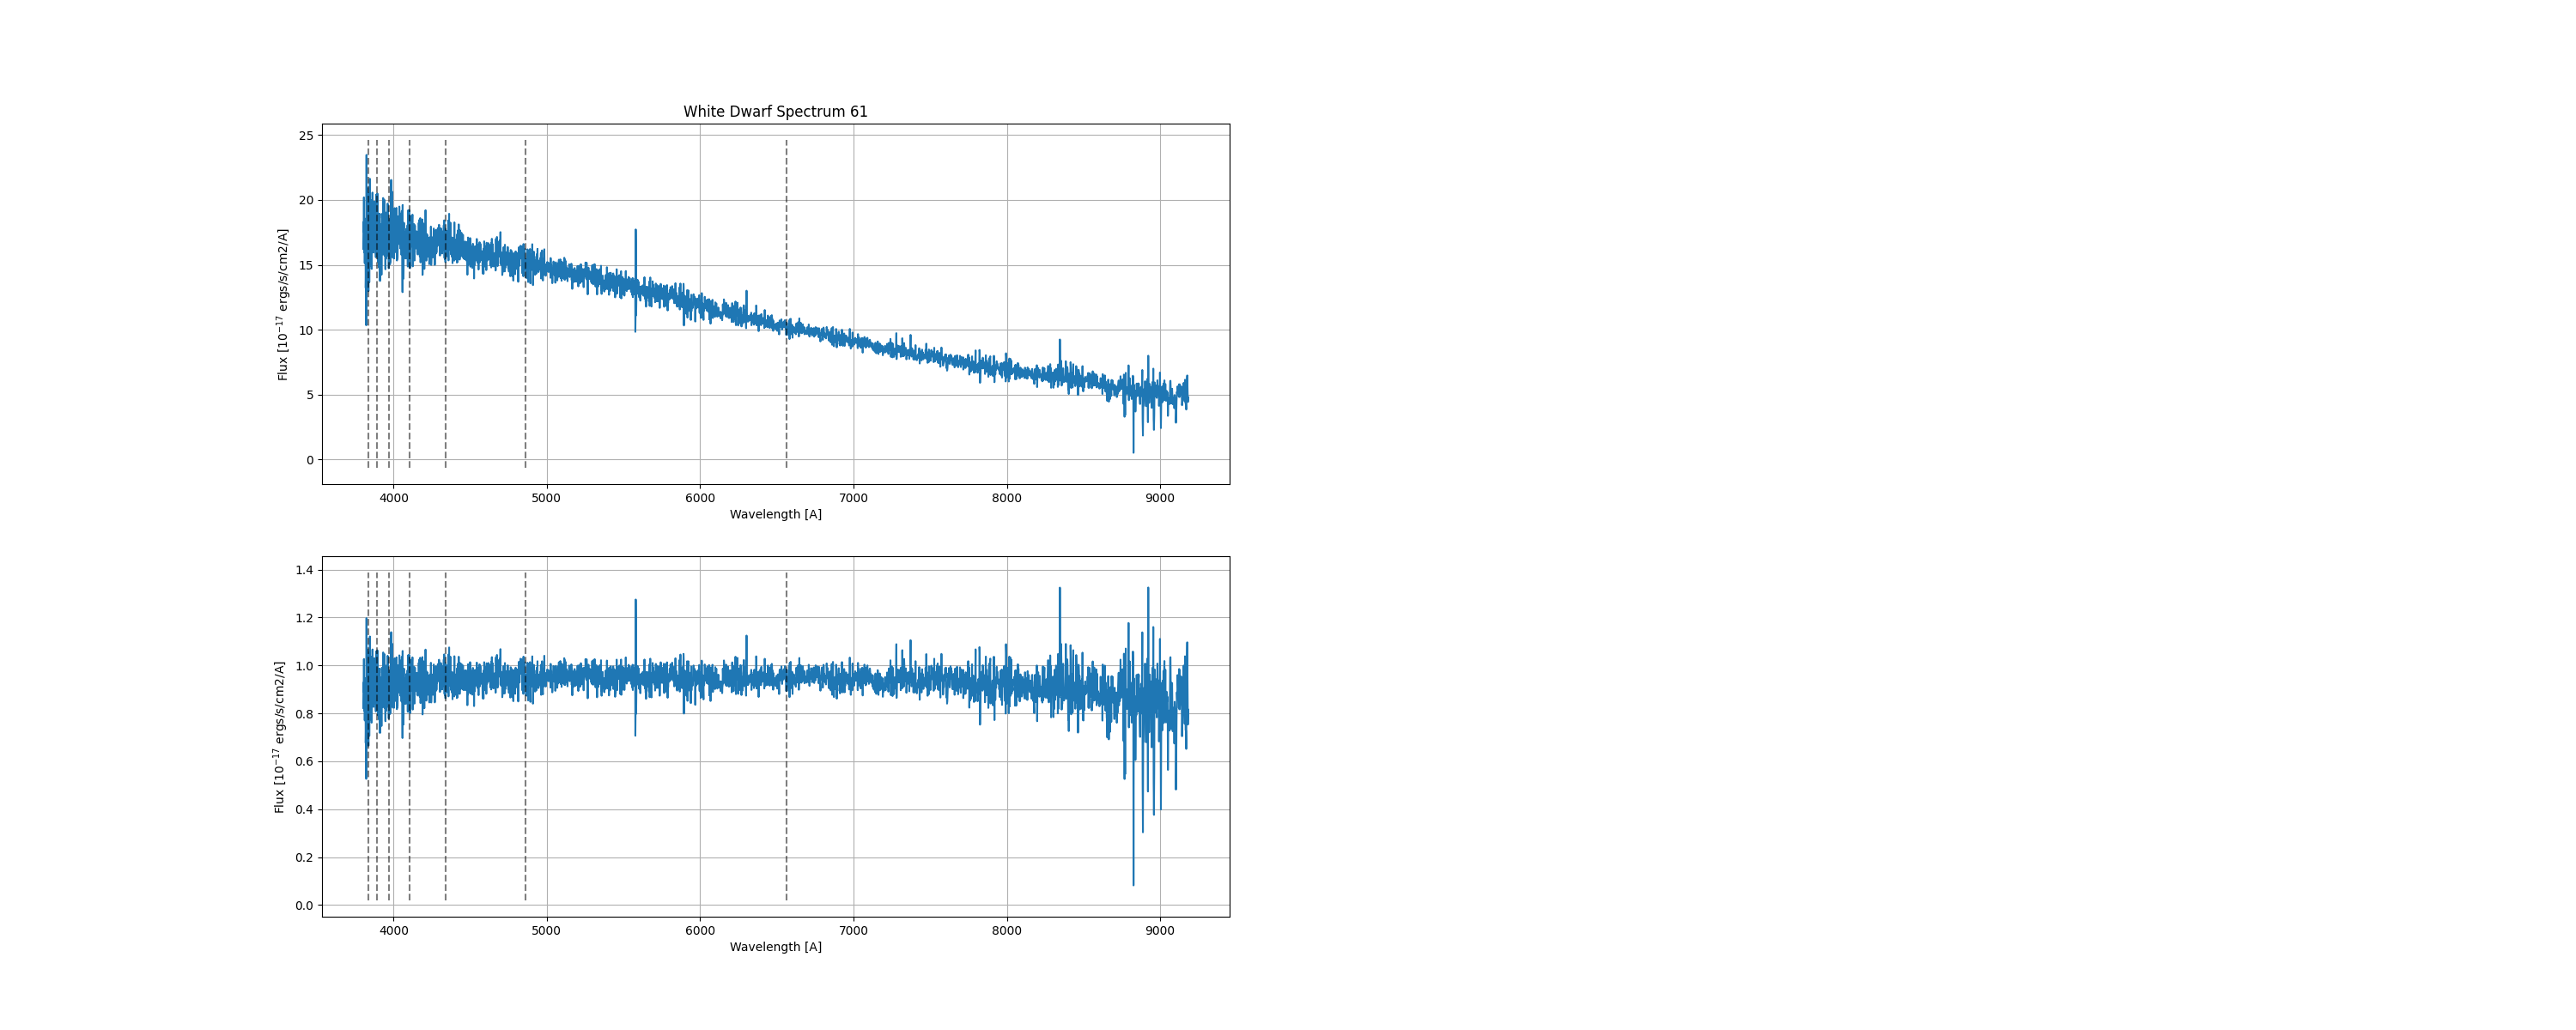 White Dwarf Spectrum 61
25
20
15
10
5
0
Flux [10⁻¹⁷ ergs/s/cm2/A]
4000 5000 6000 7000 8000 9000
Wavelength [A]
1.4
1.2
1.0
0.8
0.6
0.4
0.2
0.0
Flux [10⁻¹⁷ ergs/s/cm2/A]
4000 5000 6000 7000 8000 9000
Wavelength [A]